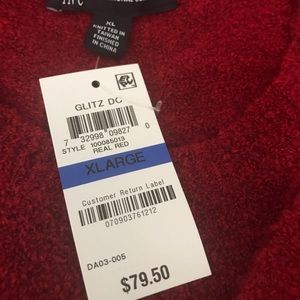 XL
KNITTED IN
TAIWAN
FINISHED
IN CHINA
GLITZ DC
7 32998 09827 0
STYLE 100085013
REAL RED
XLARGE
Customer Return Label
070903761212
DA03-005
$79.50